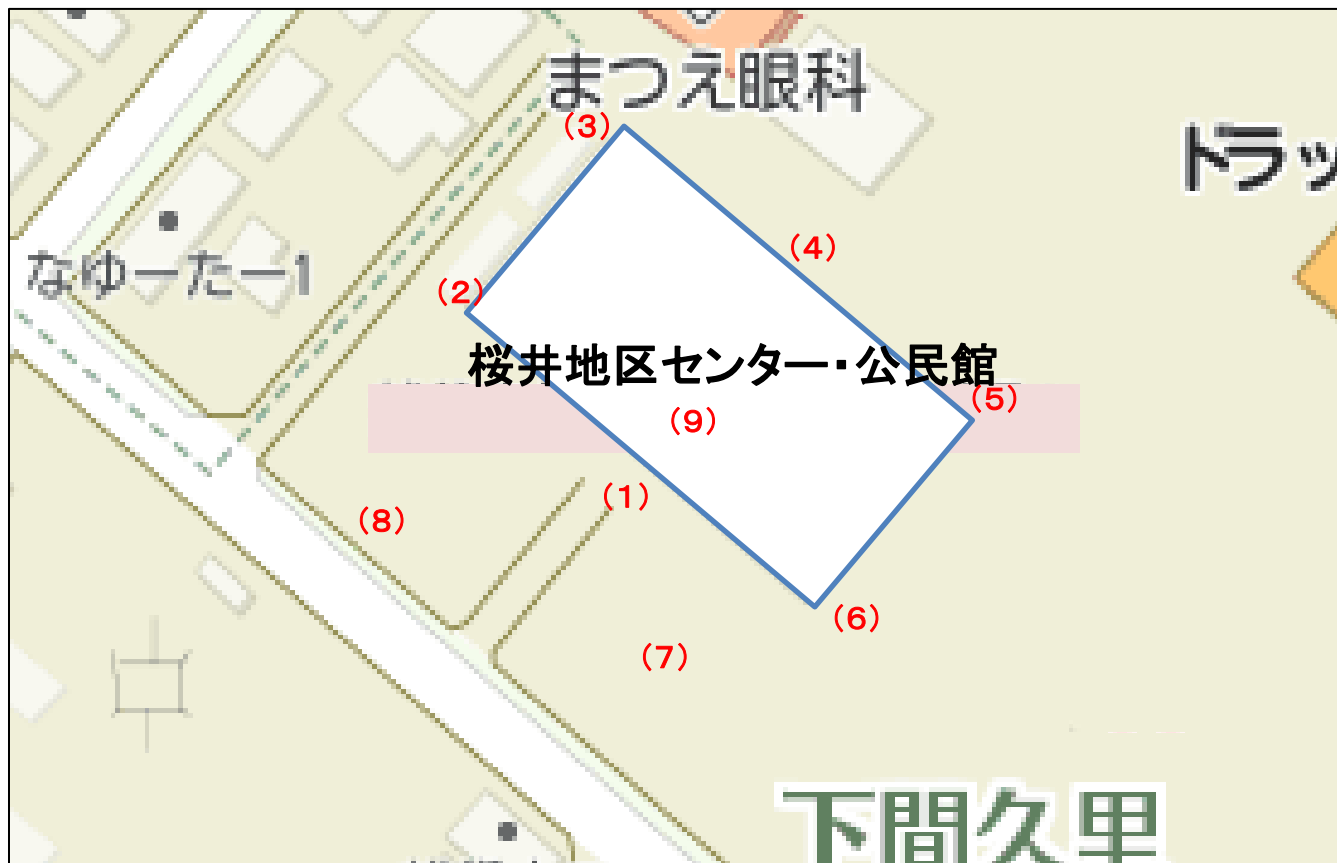 まつえ眼科
(3)
ドラッ
(4)
なゆーたー1
(2)
桜井地区センター・公民館
(5)
(9)
(1)
(8)
(6)
(7)
下間久里